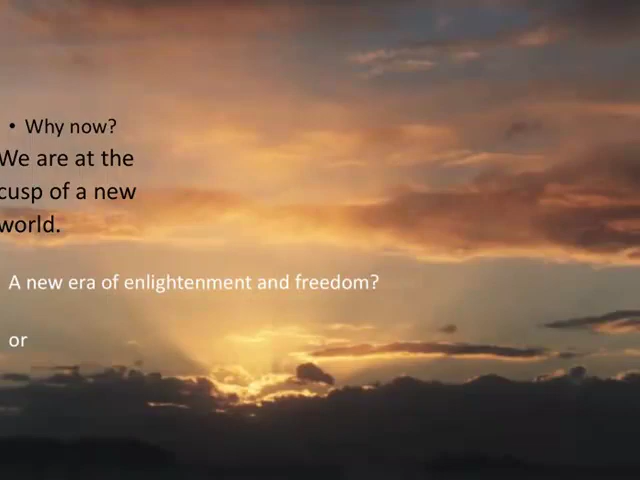 • Why now?
We are at the
cusp of a new
world.
A new era of enlightenment and freedom?
or